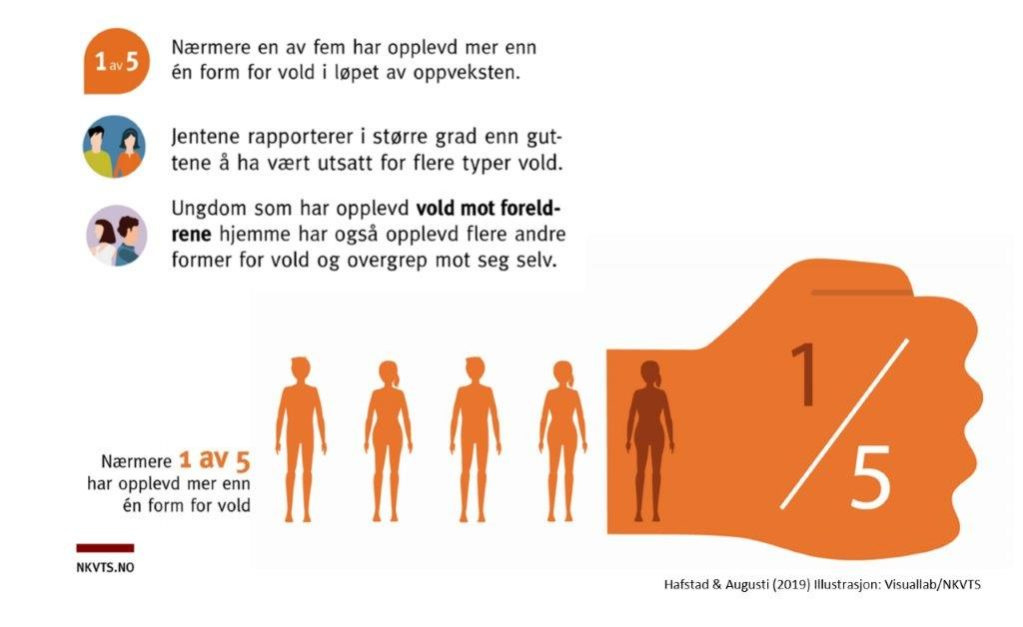 1 av 5
Nærmere en av fem har opplevd mer enn
én form for vold i løpet av oppveksten.
Jentene rapporterer i større grad enn gut-
tene å ha vært utsatt for flere typer vold.
Ungdom som har opplevd vold mot foreld-
rene hjemme har også opplevd flere andre
former for vold og overgrep mot seg selv.
1/5
Nærmere 1 av 5
har opplevd mer enn
én form for vold
NKVTS.NO
Hafstad & Augusti (2019) Illustrasjon: Visuallab/NKVTS